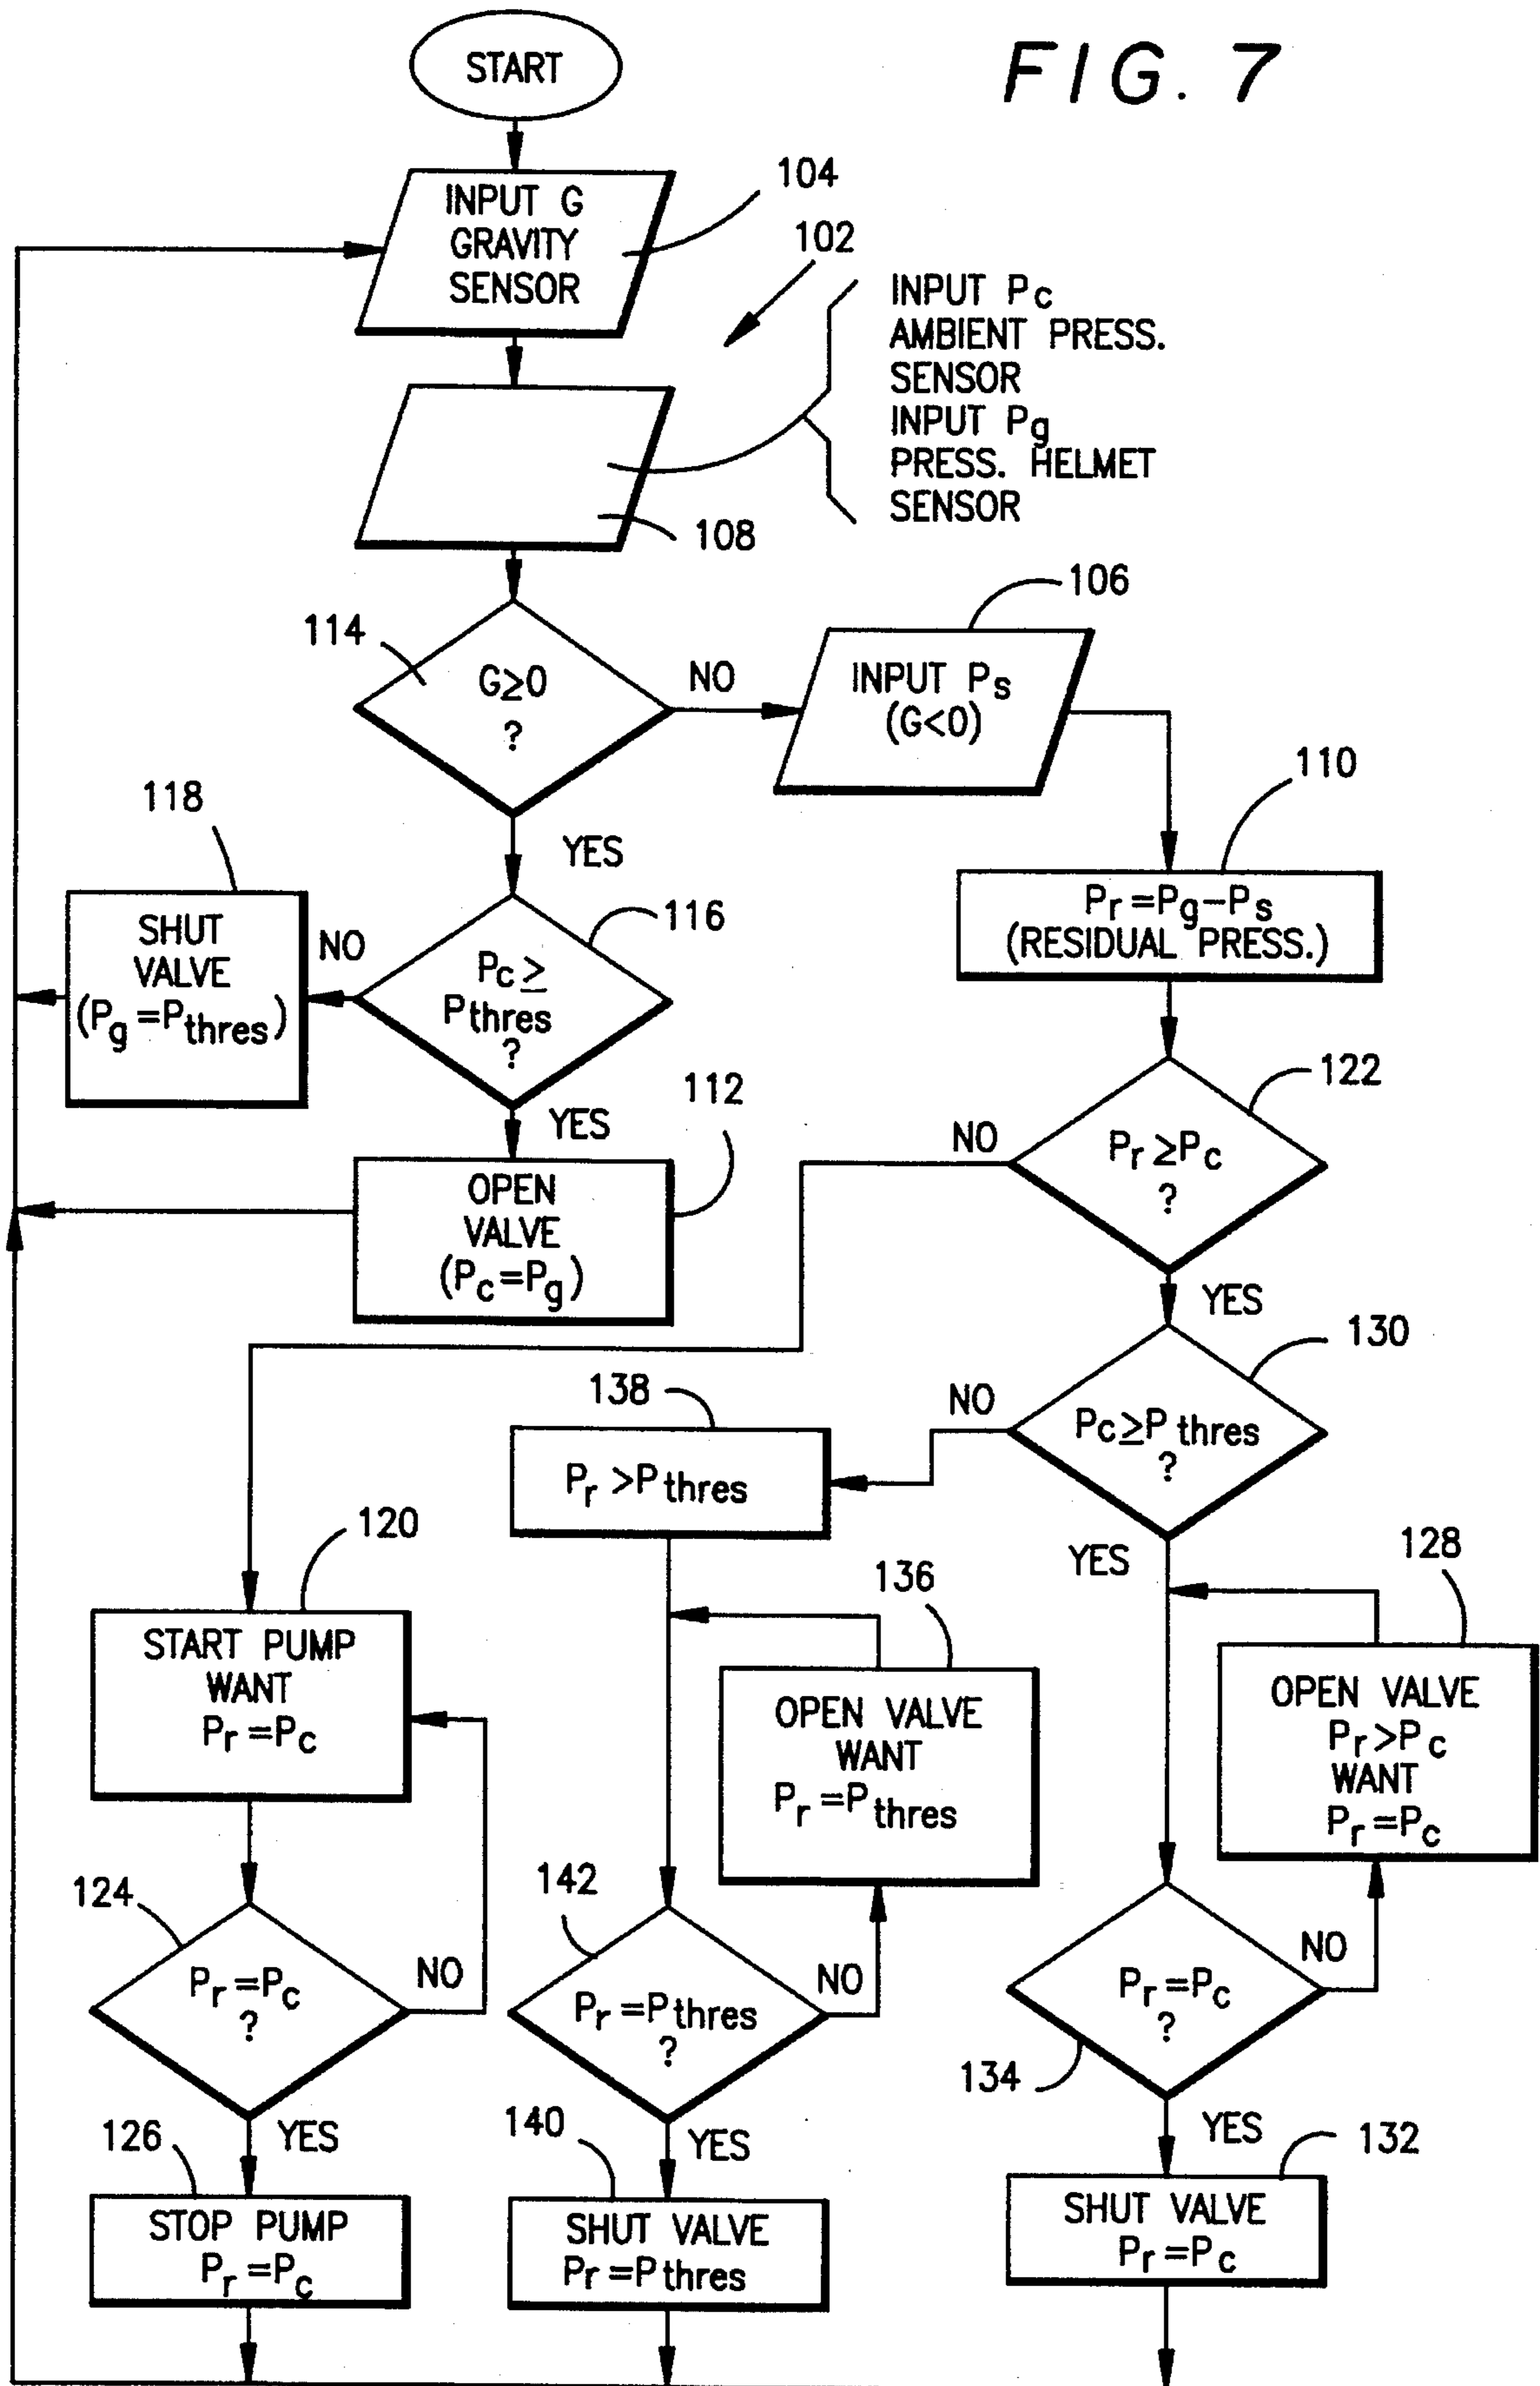 FIG. 7
START
104
INPUT G
GRAVITY
SENSOR
102
INPUT Pc
AMBIENT PRESS.
SENSOR
INPUT Pg
PRESS. HELMET
SENSOR
108
114
G≥0
?
NO
106
INPUT Ps
(G<0)
110
Pr=Pg-Ps
(RESIDUAL PRESS.)
YES
118
SHUT
VALVE
(Pg=Pthres)
NO
116
Pc≥
Pthres
?
YES
112
OPEN
VALVE
(Pc=Pg)
122
Pr≥Pc
?
NO
YES
130
Pc≥Pthres
?
NO
138
Pr>Pthres
YES
120
START PUMP
WANT
Pr=Pc
136
OPEN VALVE
WANT
Pr=Pthres
128
OPEN VALVE
Pr>Pc
WANT
Pr=Pc
124
Pr=Pc
?
NO
142
Pr=Pthres
?
NO
134
Pr=Pc
?
NO
YES
126
STOP PUMP
Pr=Pc
YES
140
SHUT VALVE
Pr=Pthres
YES
132
SHUT VALVE
Pr=Pc